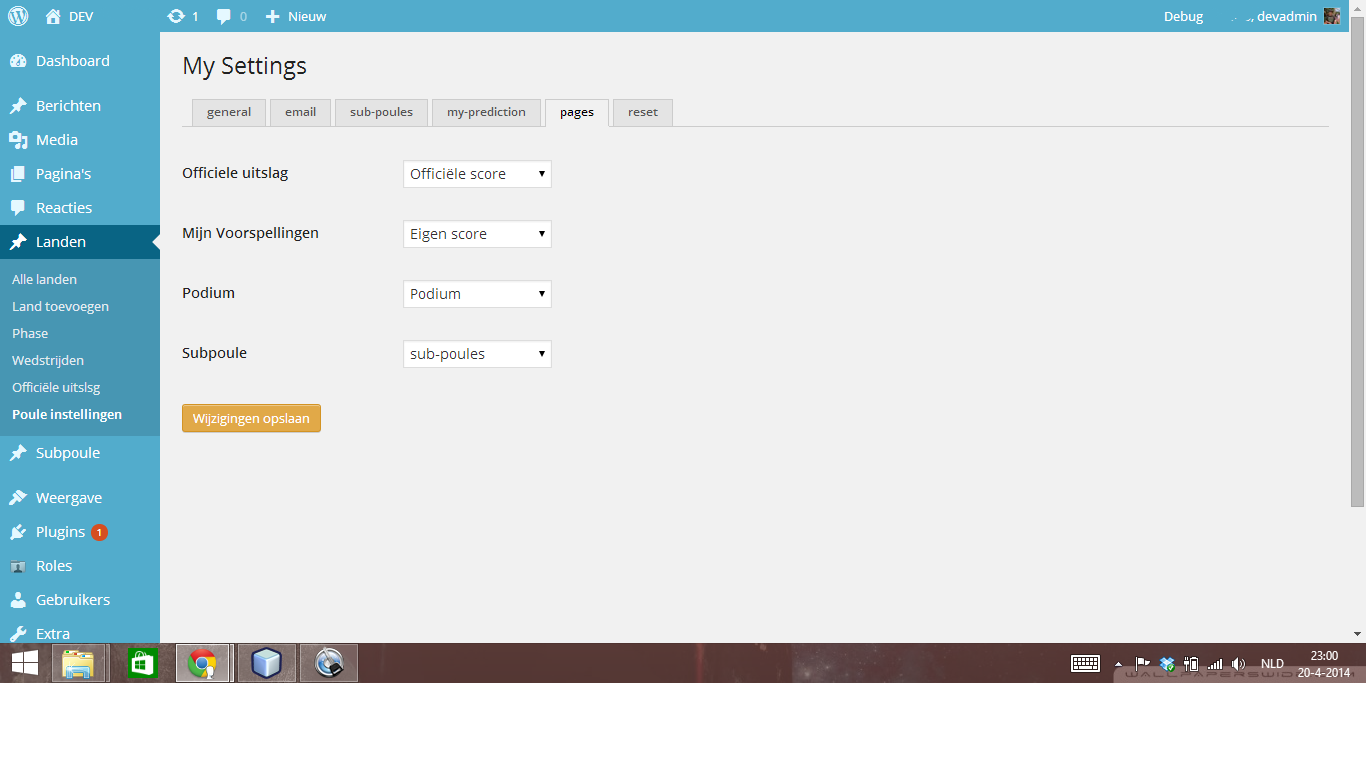 DEV
1
0
Nieuw
Debug
, devadmin
Dashboard
Berichten
Media
Pagina's
Reacties
Landen
Alle landen
Land toevoegen
Phase
Wedstrijden
Officiële uitslsg
Poule instellingen
Subpoule
Weergave
Plugins 1
Roles
Gebruikers
Extra
My Settings
general
email
sub-poules
my-prediction
pages
reset
Officiele uitslag
Officiële score
Mijn Voorspellingen
Eigen score
Podium
Podium
Subpoule
sub-poules
Wijzigingen opslaan
NLD
23:00
20-4-2014